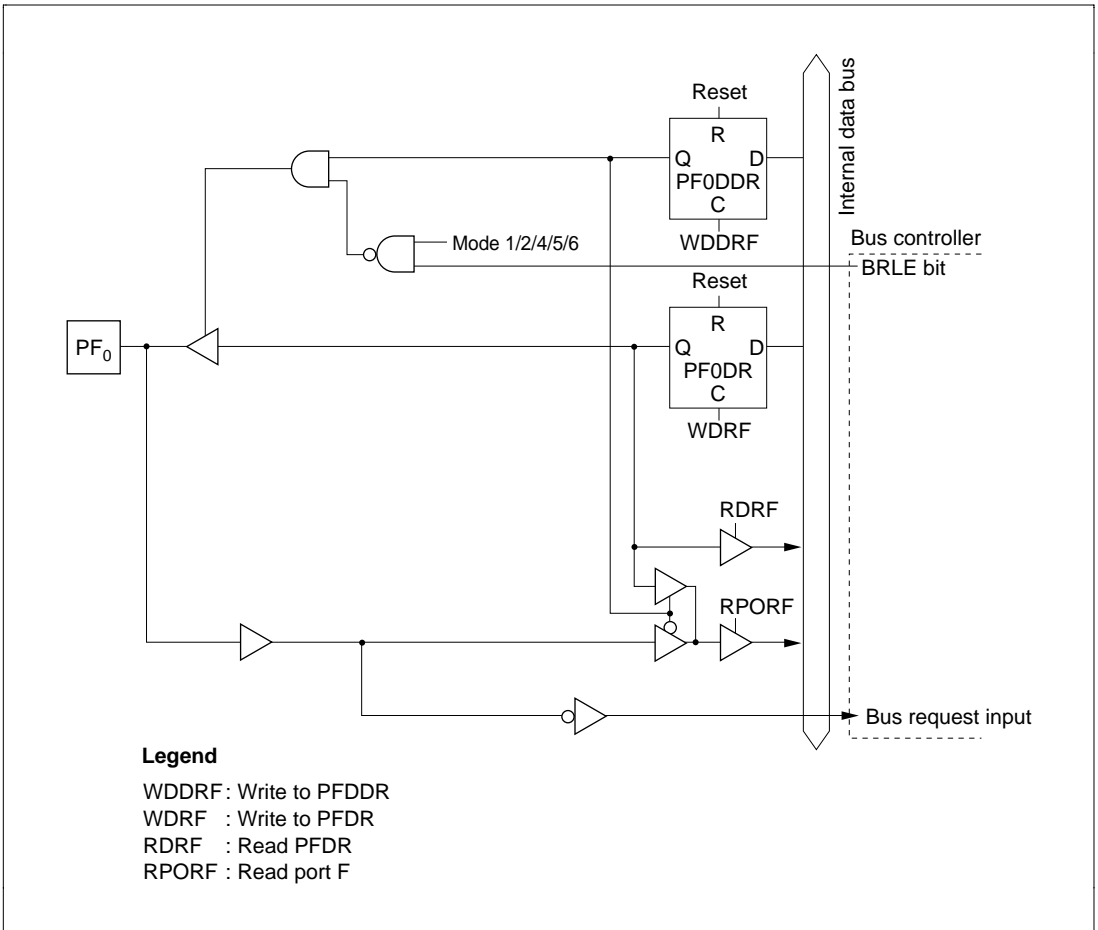 Reset
R
Q D
PF0DDR
C
WDDRF
Internal data bus
Mode 1/2/4/5/6
Bus controller
BRLE bit
Reset
R
Q D
PF0DR
C
WDRF
PF0
RDRF
RPORF
Bus request input
Legend
WDDRF : Write to PFDDR
WDRF : Write to PFDR
RDRF : Read PFDR
RPORF : Read port F